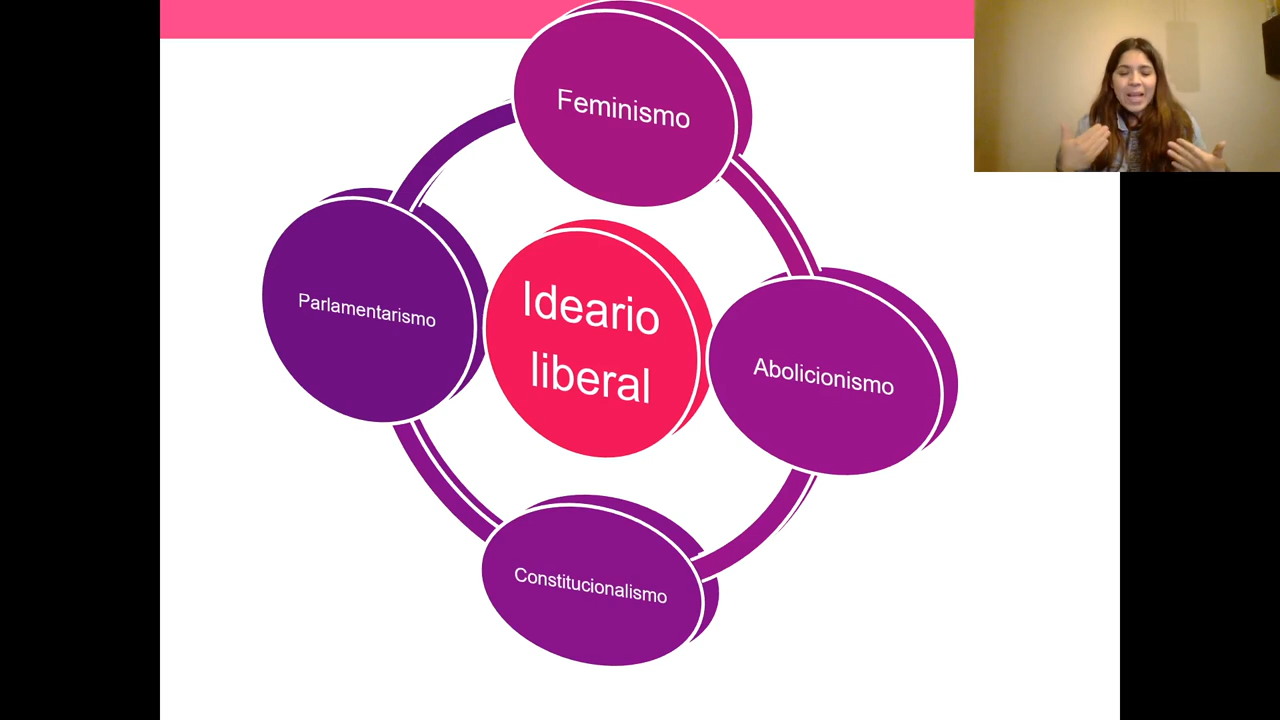 Feminismo
Parlamentarismo
Ideario
liberal
Abolicionismo
Constitucionalismo